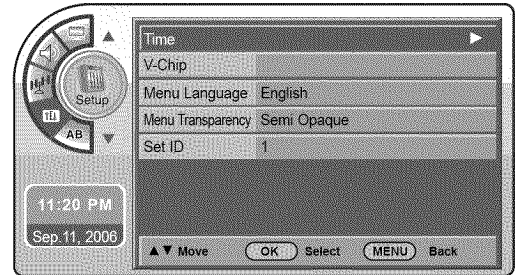 Setup
AB
11:20 PM
Sep.11, 2006
Time
V-Chip
Menu Language English
Menu Transparency Semi Opaque
Set ID 1
▲▼ Move OK Select MENU Back